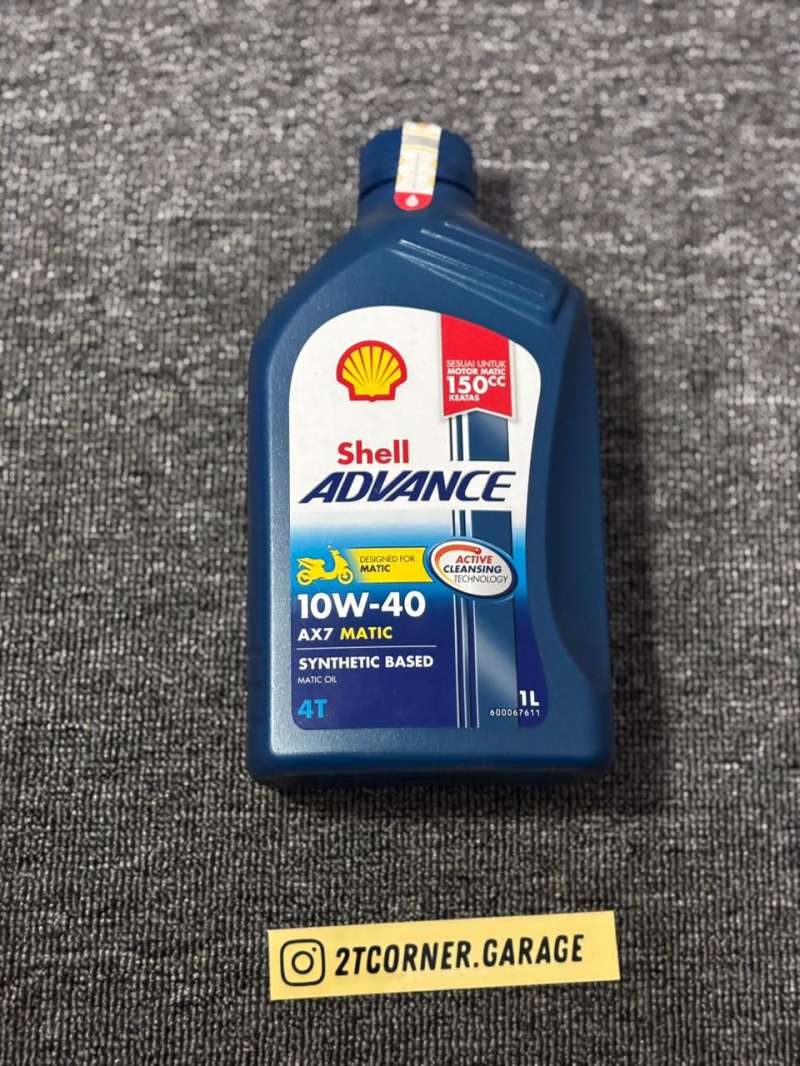 SESUAI UNTUK
MOTOR MATIC
150CC
KEATAS
Shell
ADVANCE
DESIGNED FOR
MATIC
ACTIVE
CLEANSING
TECHNOLOGY
10W-40
AX7 MATIC
SYNTHETIC BASED
MATIC OIL
4T
1L
600067611
2TCORNER.GARAGE